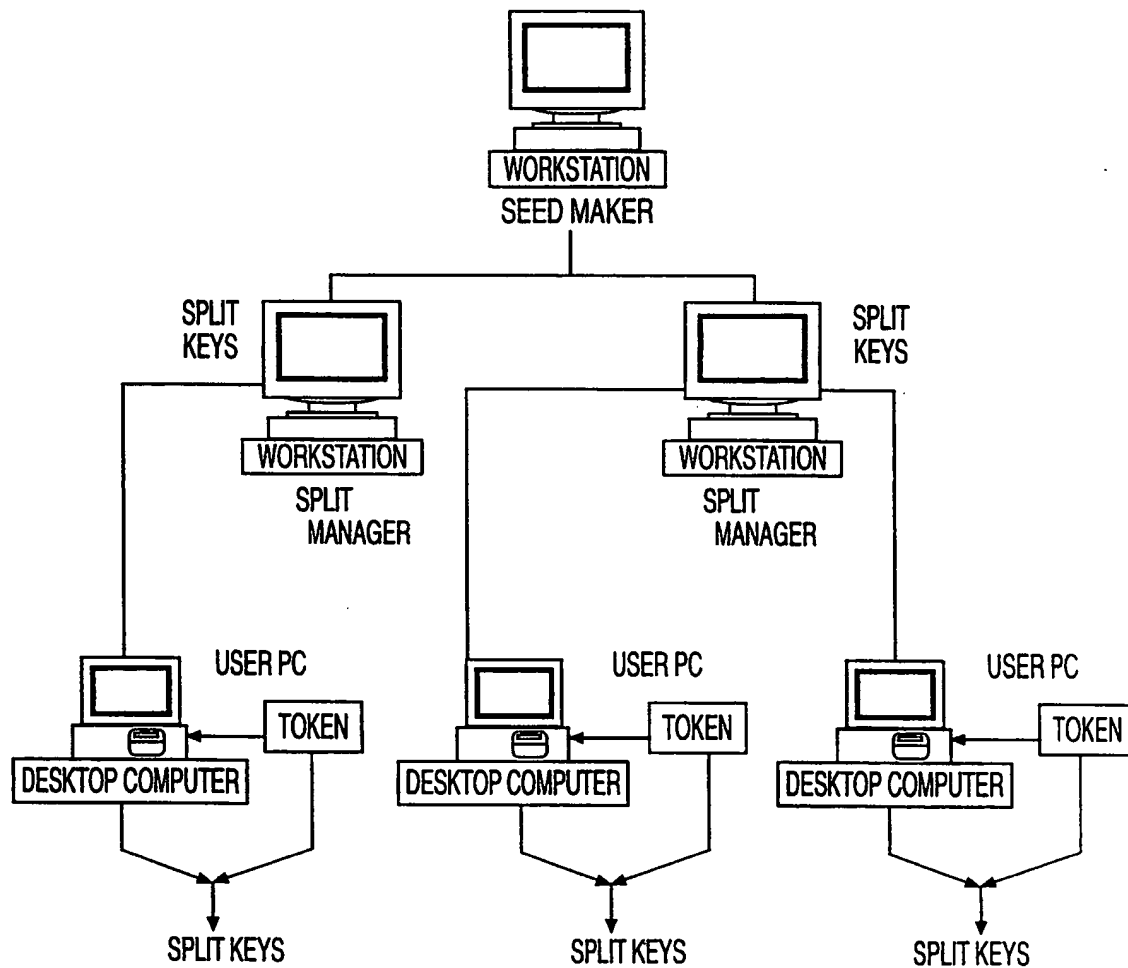 WORKSTATION
SEED MAKER
SPLIT
KEYS
SPLIT
KEYS
WORKSTATION
WORKSTATION
SPLIT
MANAGER
SPLIT
MANAGER
USER PC
USER PC
USER PC
TOKEN
TOKEN
TOKEN
DESKTOP COMPUTER
DESKTOP COMPUTER
DESKTOP COMPUTER
SPLIT KEYS
SPLIT KEYS
SPLIT KEYS